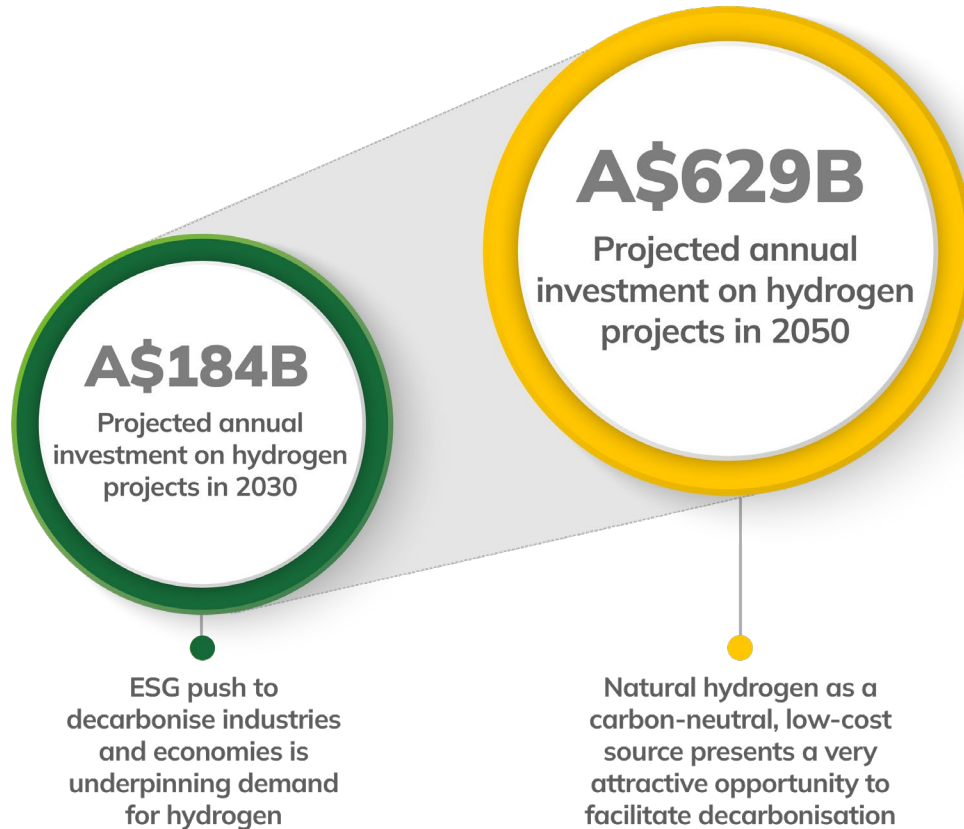 A$629B
Projected annual
investment on hydrogen
projects in 2050
A$184B
Projected annual
investment on hydrogen
projects in 2030
ESG push to
decarbonise industries
and economies is
underpinning demand
for hydrogen
Natural hydrogen as a
carbon-neutral, low-cost
source presents a very
attractive opportunity to
facilitate decarbonisation